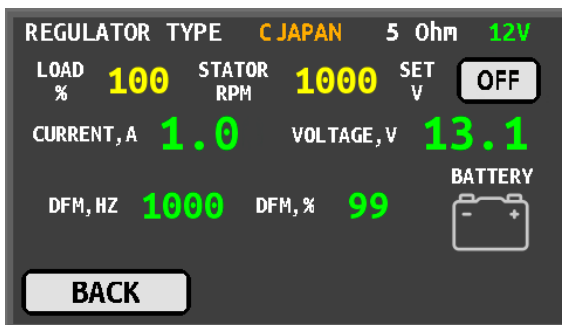 REGULATOR TYPE C JAPAN 5 Ohm 12V
LOAD % 100 STATOR RPM 1000 SET V OFF
CURRENT, A 1.0 VOLTAGE, V 13.1
BATTERY
DFM, HZ 1000 DFM, % 99 - +
BACK